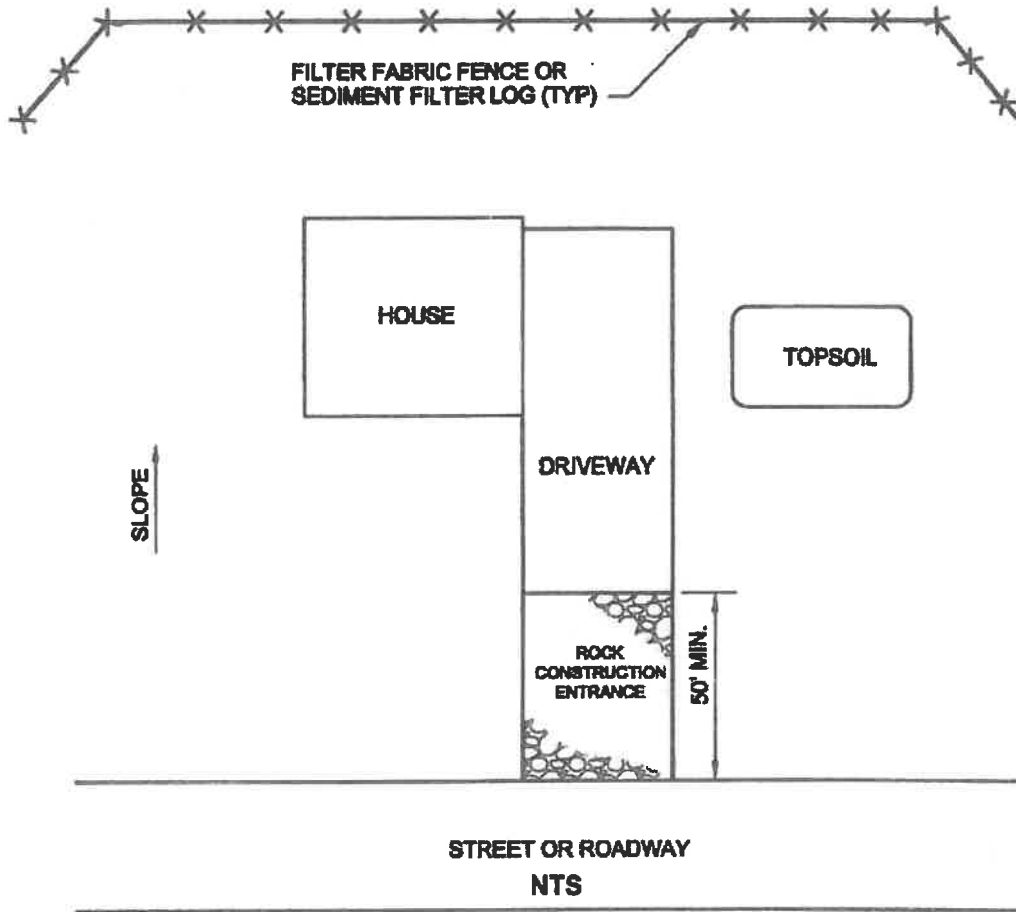 FILTER FABRIC FENCE OR
SEDIMENT FILTER LOG (TYP)
HOUSE
TOPSOIL
DRIVEWAY
SLOPE
ROCK
CONSTRUCTION
ENTRANCE
50' MIN.
STREET OR ROADWAY
NTS